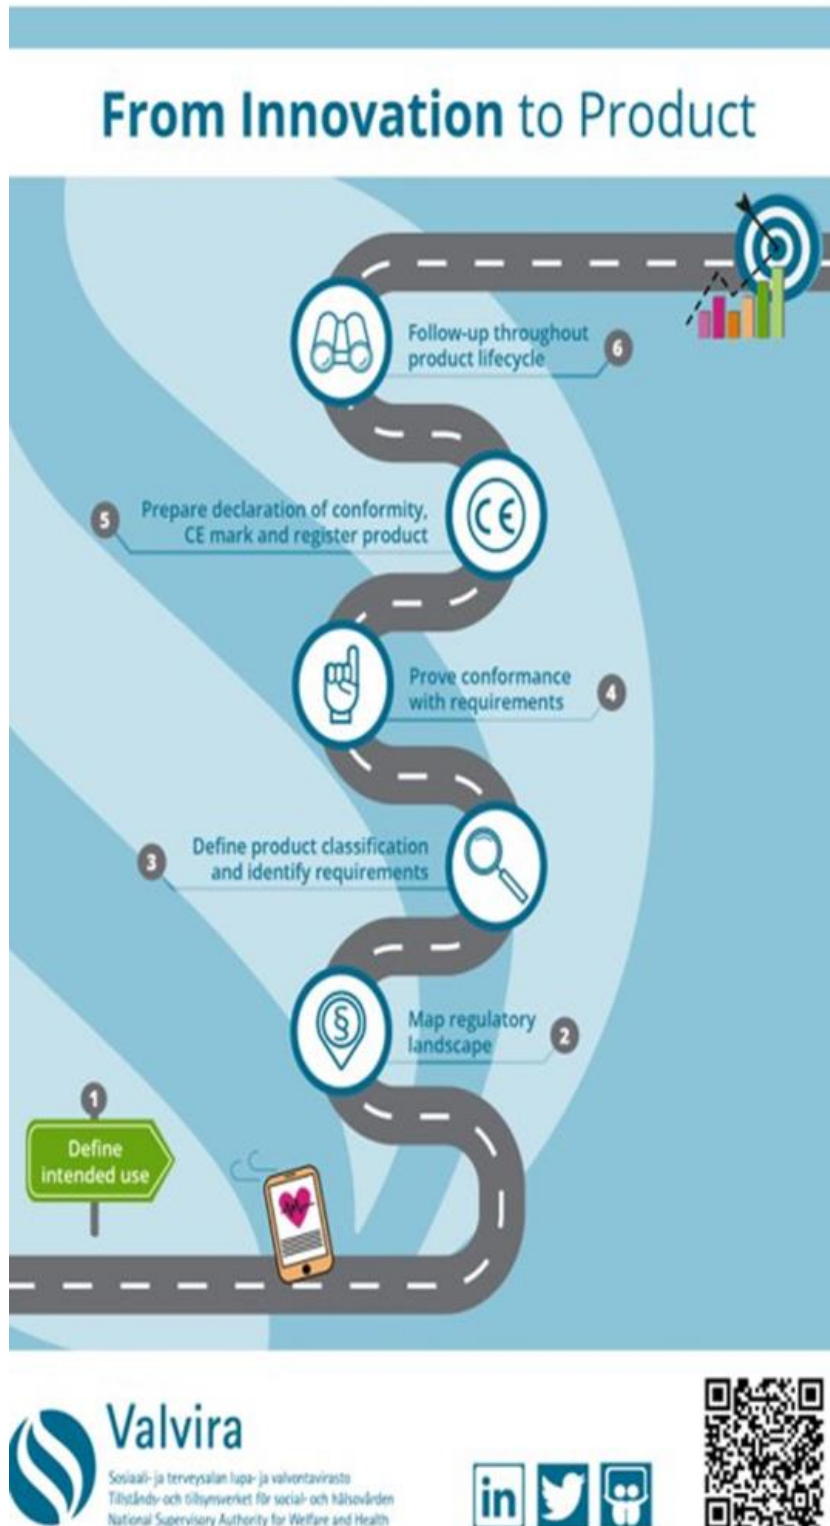 From Innovation to Product
Follow-up throughout
product lifecycle
6
5
Prepare declaration of conformity,
CE mark and register product
CE
Prove conformance
with requirements
4
3
Define product classification
and identify requirements
§
Map regulatory
landscape
2
1
Define
intended use
Valvira
Sosiaali- ja terveysalan lupa- ja valvontavirasto
Tillstånds- och tillsynsverket för social- och hälsovården
National Supervisory Authority for Welfare and Health
in